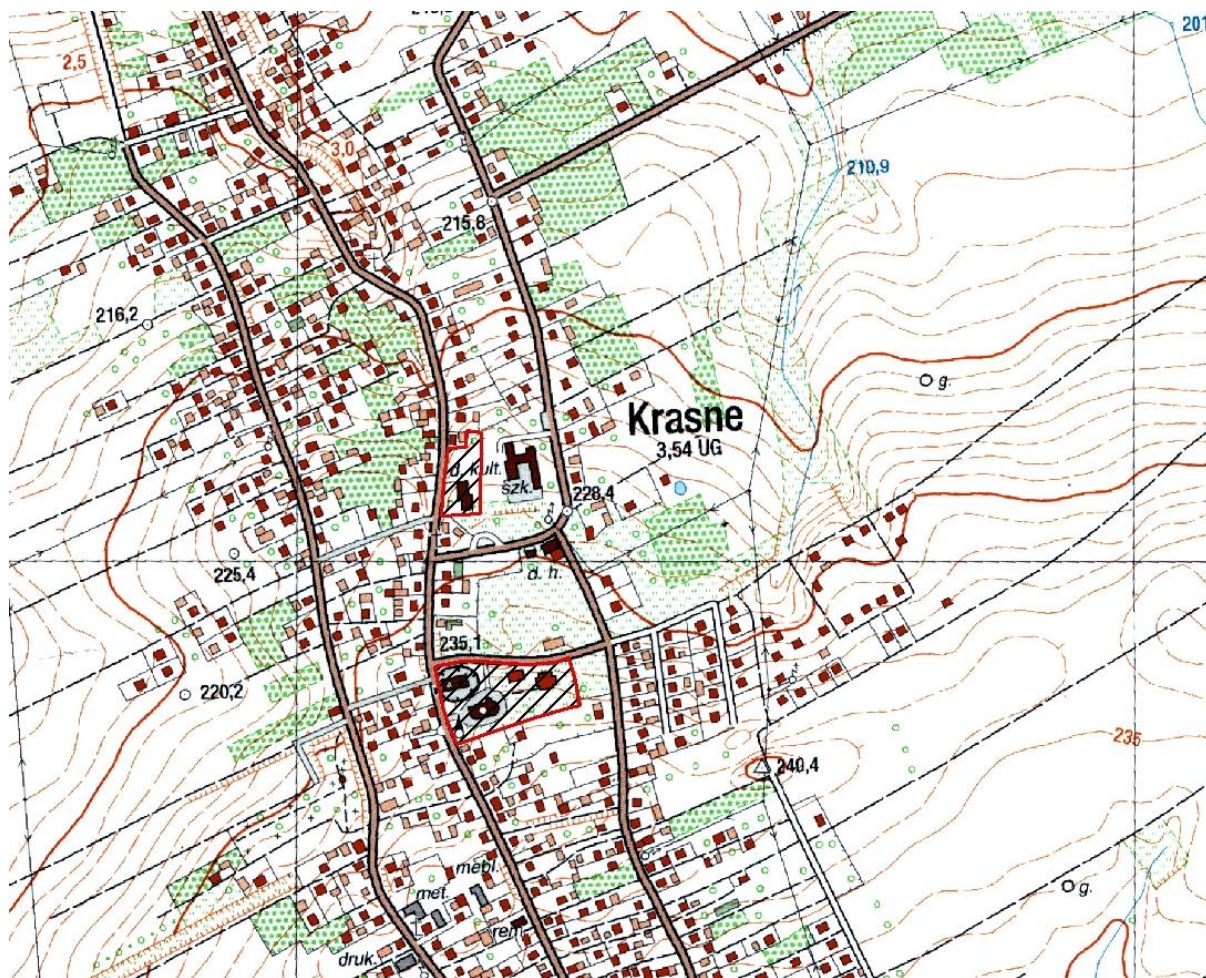 201
2,5
3,0
210,9
215,8
216,2
g.
Krasne
3,54 UG
d. kult.
szk.
228,4
225,4
d. h.
235,1
220,2
235
240,4
mebl.
met.
g.
rem.
druk.